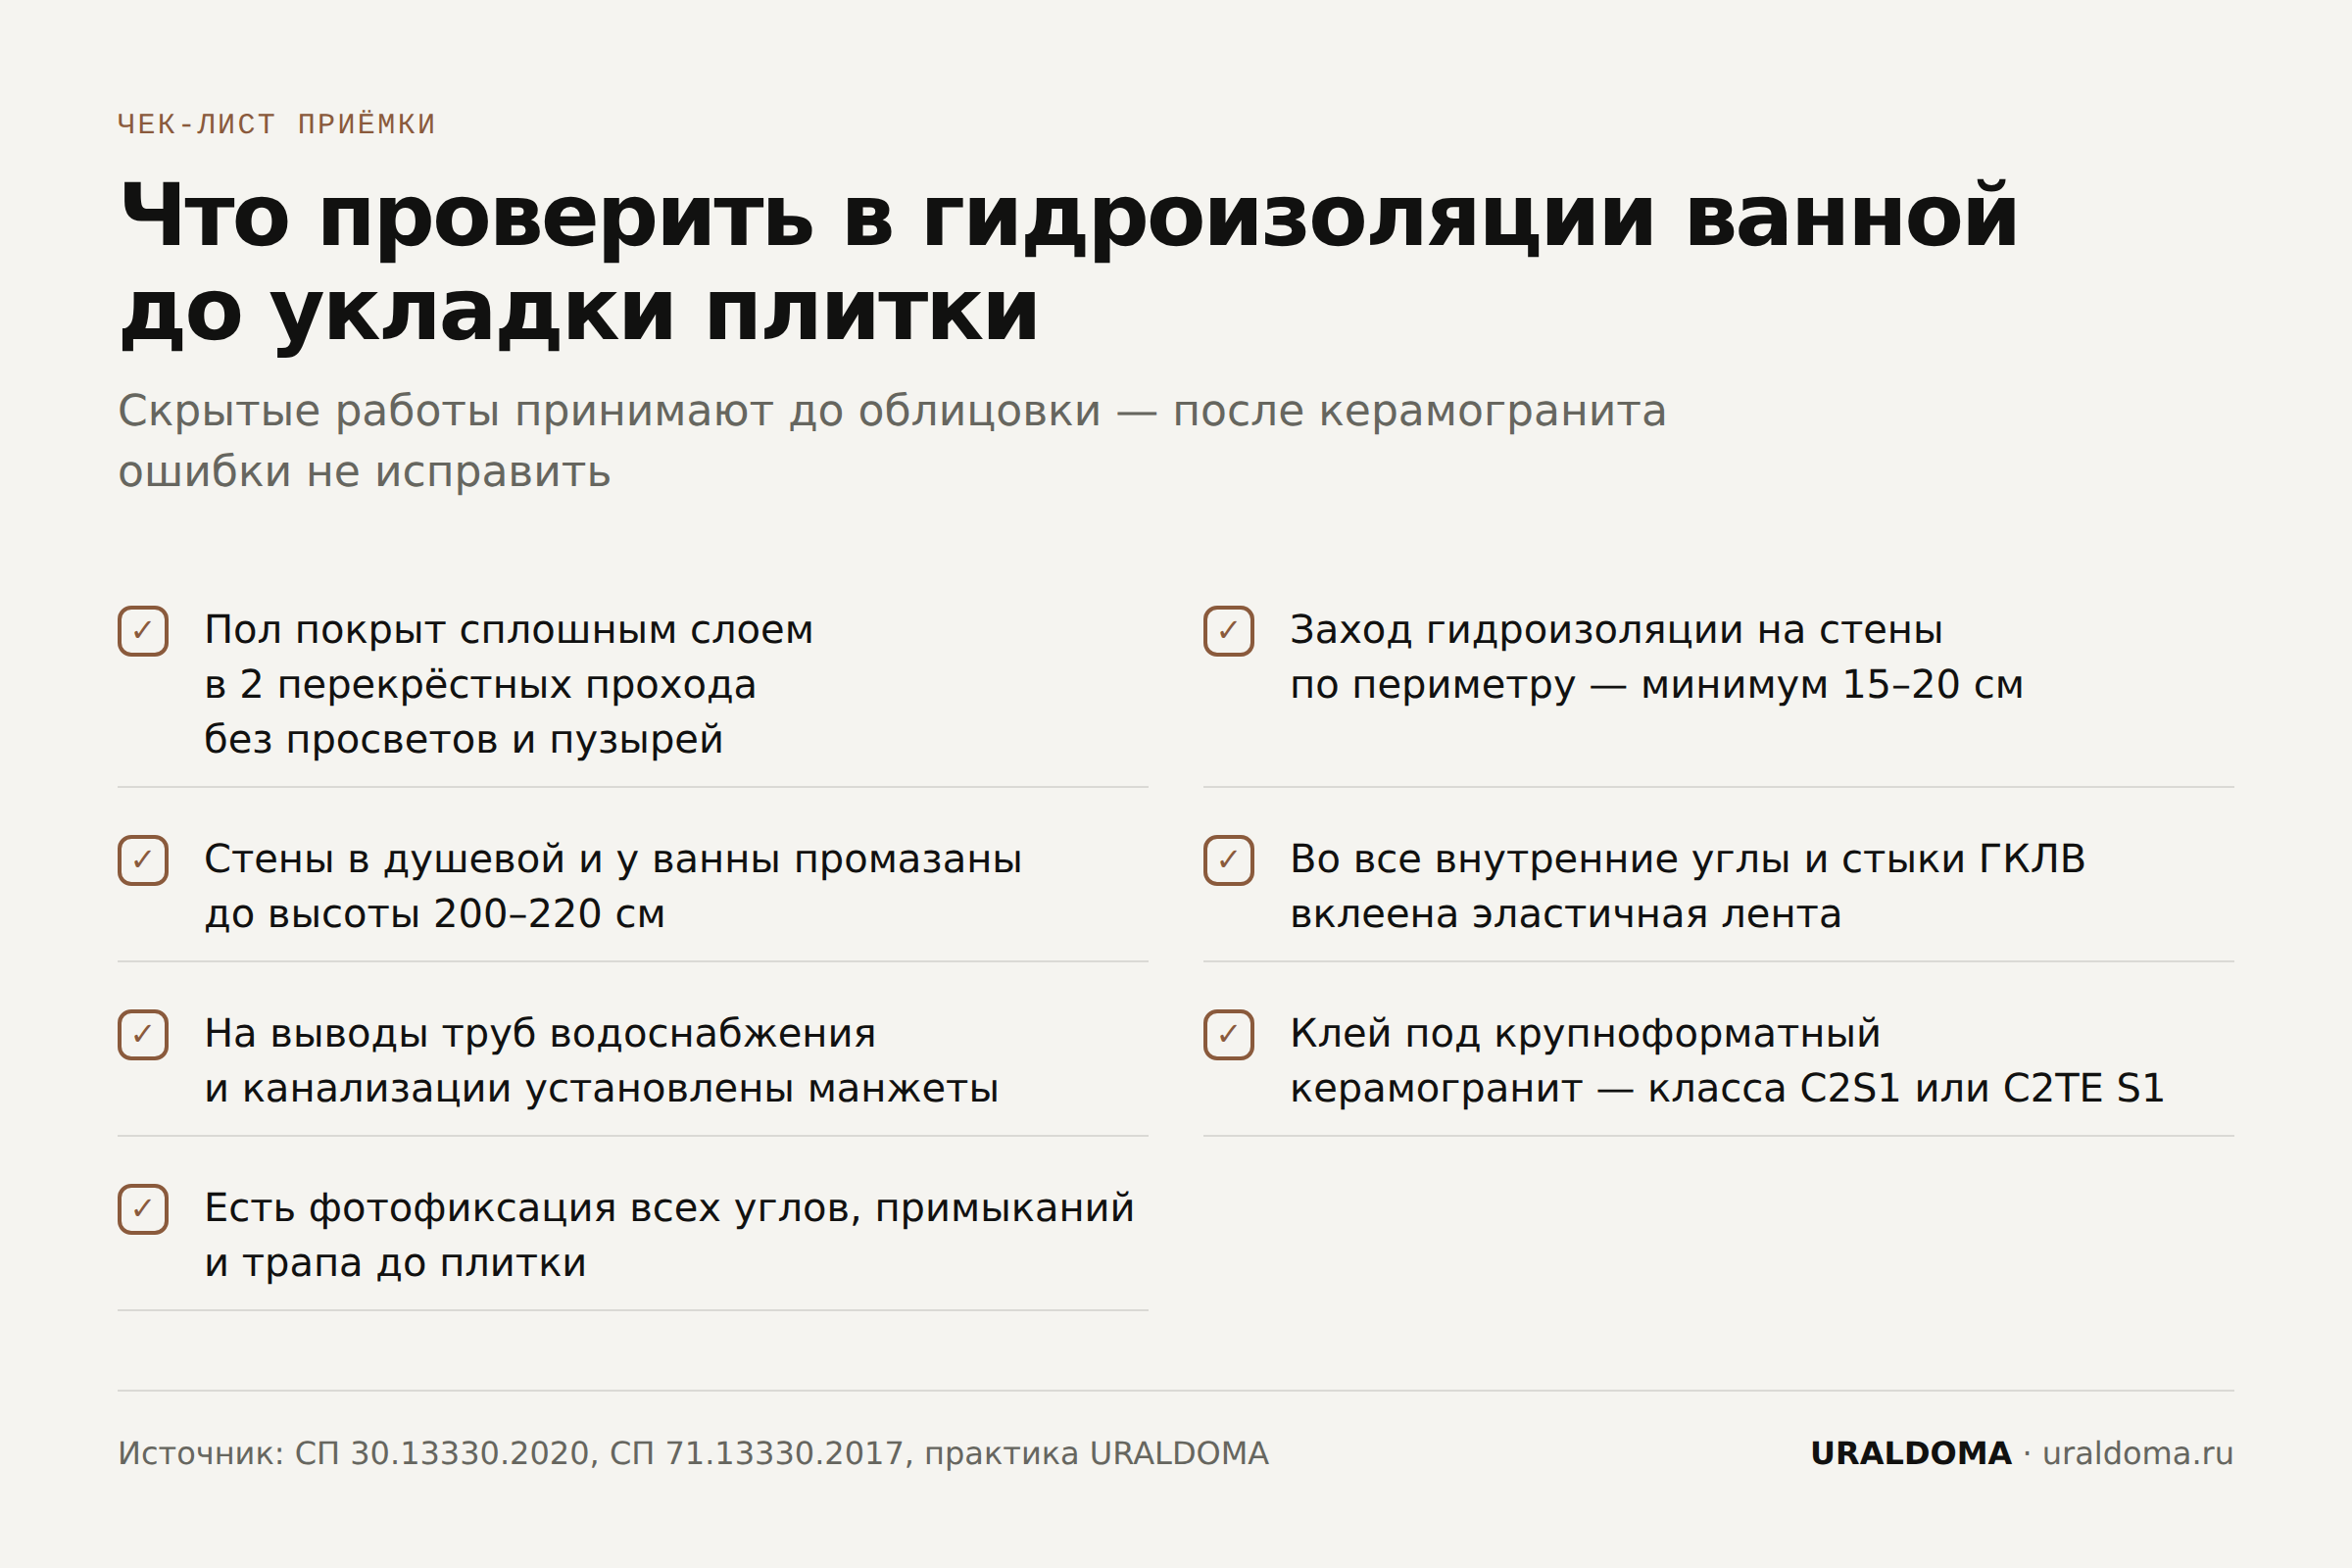 ЧЕК-ЛИСТ ПРИЁМКИ
Что проверить в гидроизоляции ванной
до укладки плитки
Скрытые работы принимают до облицовки — после керамогранита
ошибки не исправить
✓ Пол покрыт сплошным слоем
в 2 перекрёстных прохода
без просветов и пузырей
✓ Заход гидроизоляции на стены
по периметру — минимум 15–20 см
✓ Стены в душевой и у ванны промазаны
до высоты 200–220 см
✓ Во все внутренние углы и стыки ГКЛВ
вклеена эластичная лента
✓ На выводы труб водоснабжения
и канализации установлены манжеты
✓ Клей под крупноформатный
керамогранит — класса C2S1 или C2TE S1
✓ Есть фотофиксация всех углов, примыканий
и трапа до плитки
Источник: СП 30.13330.2020, СП 71.13330.2017, практика URALDOMA
URALDOMA · uraldoma.ru